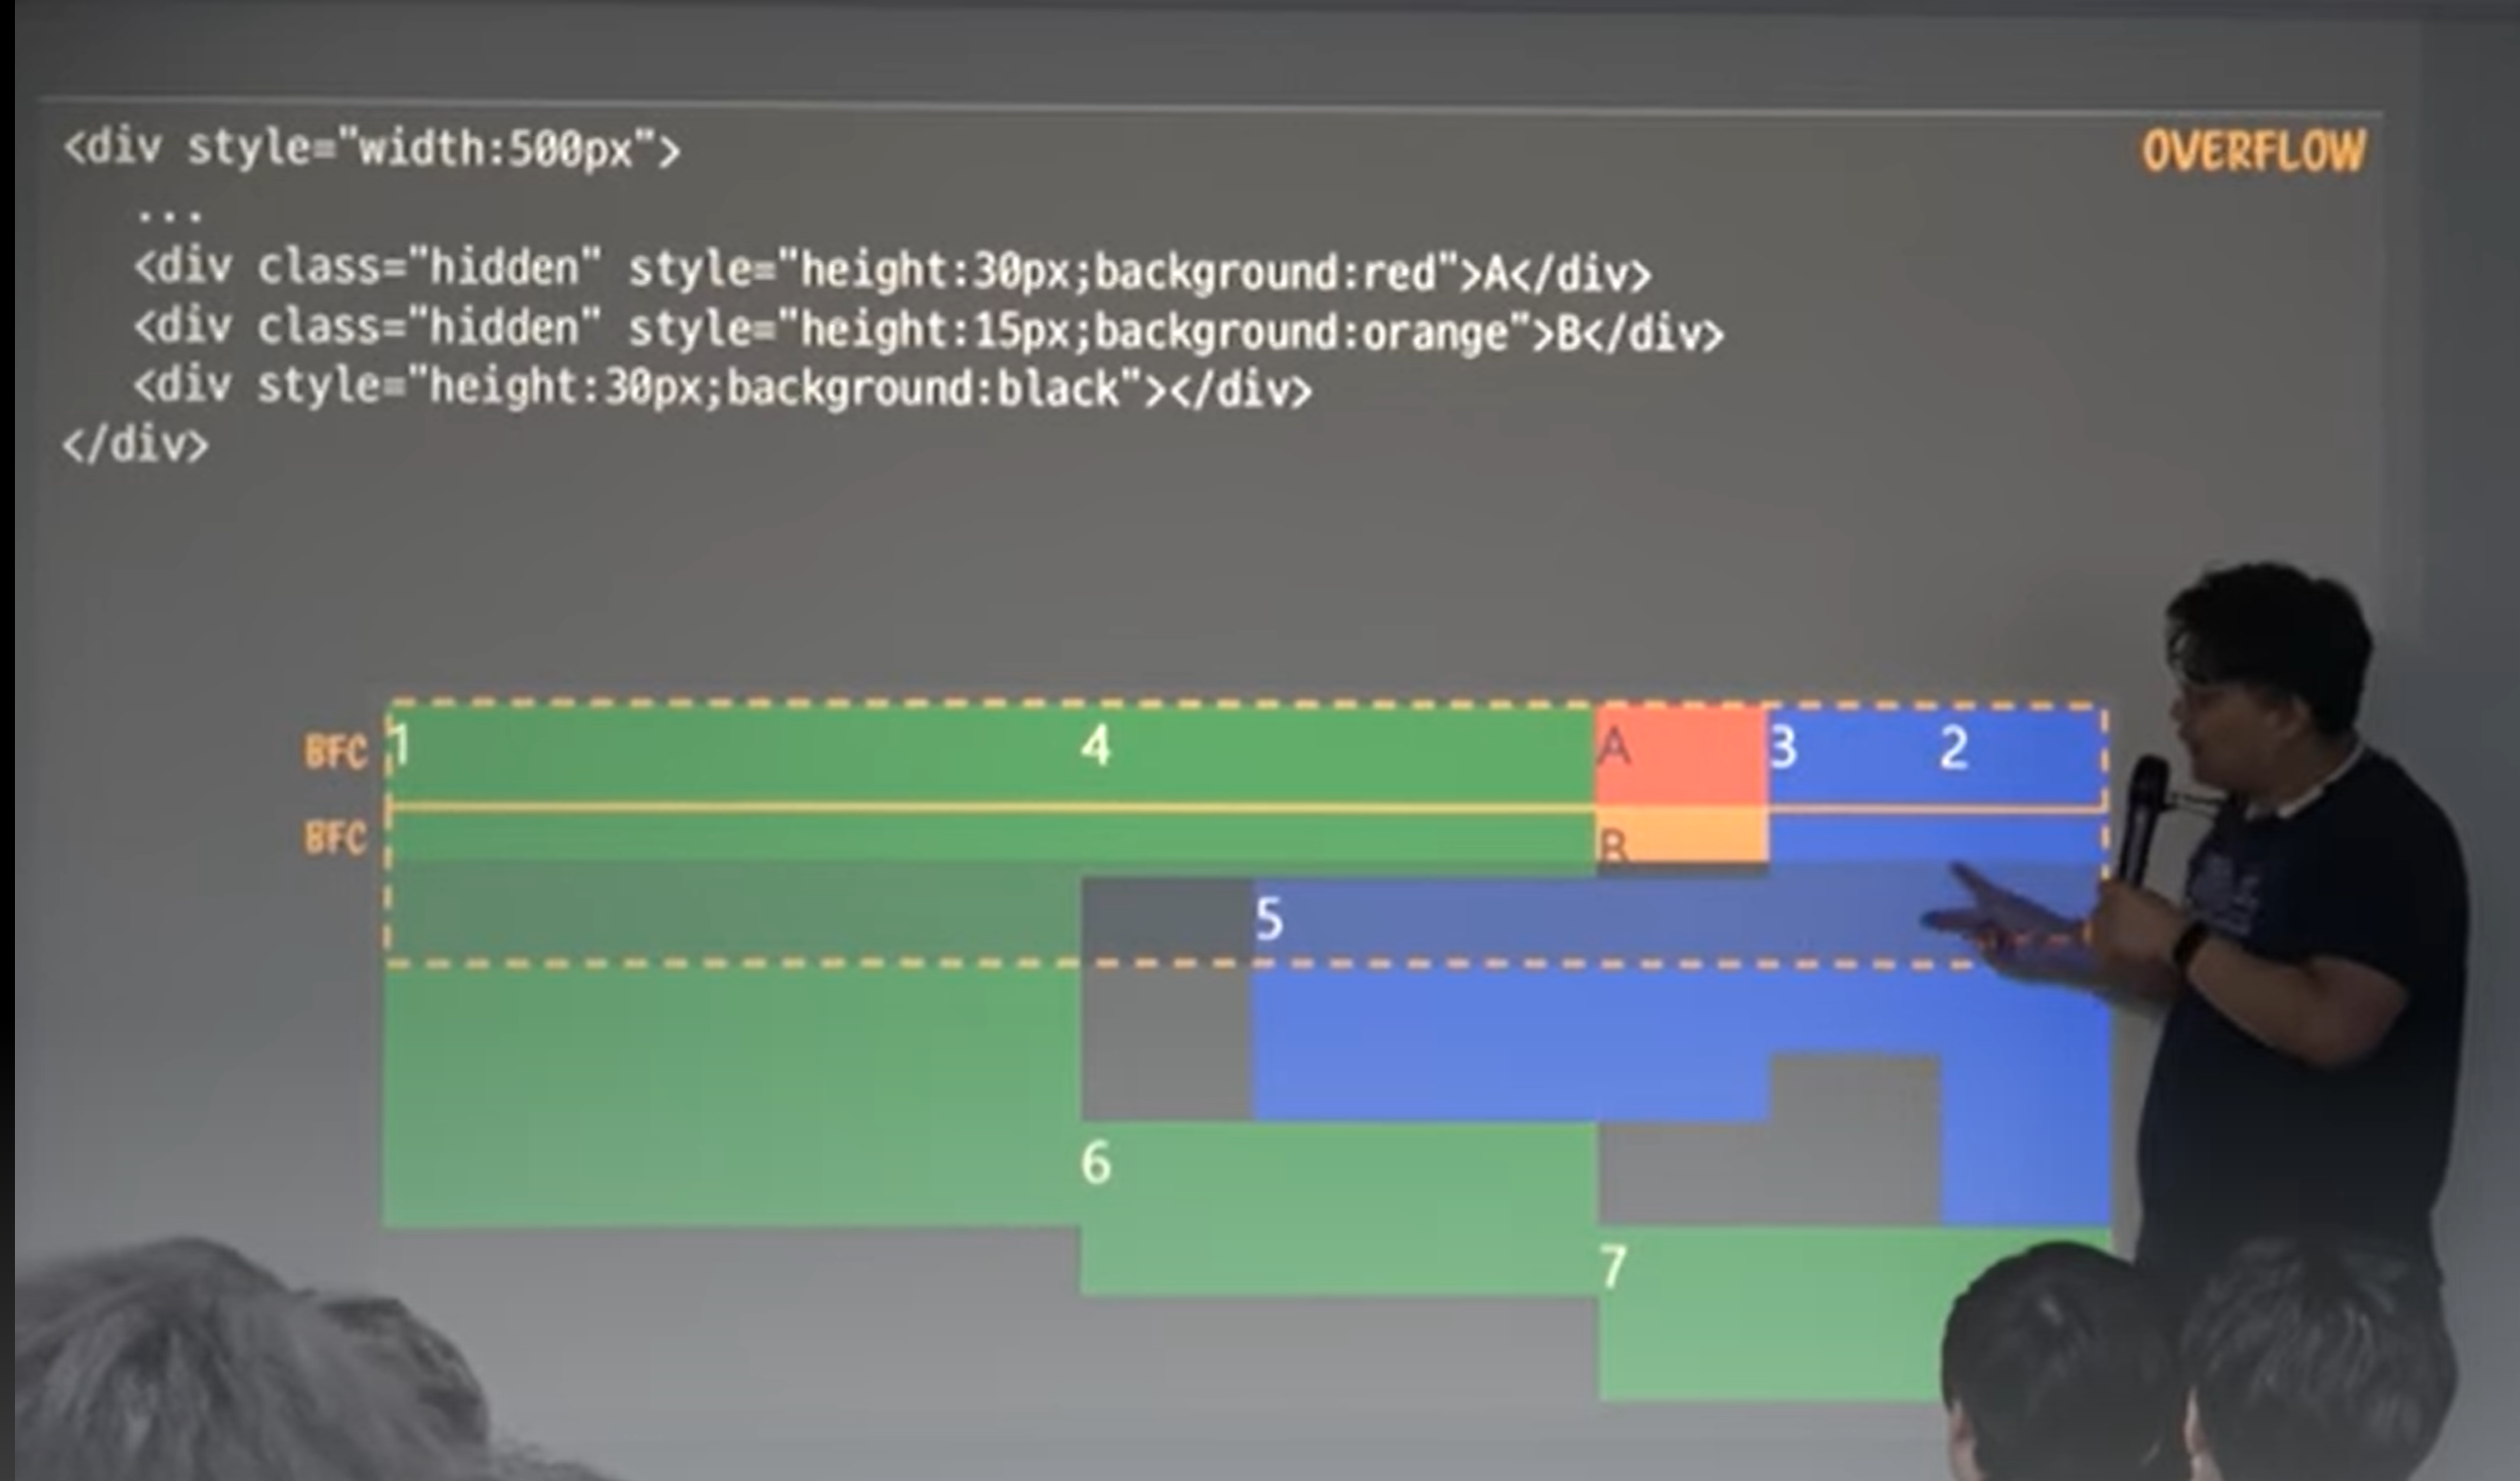 <div style="width:500px">
OVERFLOW
...
<div class="hidden" style="height:30px;background:red">A</div>
<div class="hidden" style="height:15px;background:orange">B</div>
<div style="height:30px;background:black"></div>
</div>
BFC 1 4 A 3 2
BFC B
5
6
7